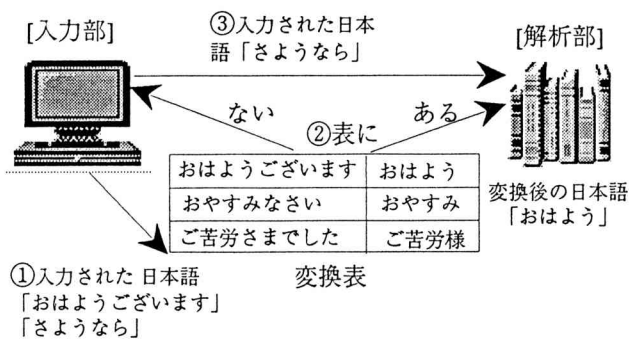 [入力部]
③入力された日本
語「さようなら」
[解析部]
ない
ある
②表に
おはようございます おはよう
おやすみなさい おやすみ
ご苦労さまでした ご苦労様
変換表
変換後の日本語
「おはよう」
①入力された 日本語
「おはようございます」
「さようなら」